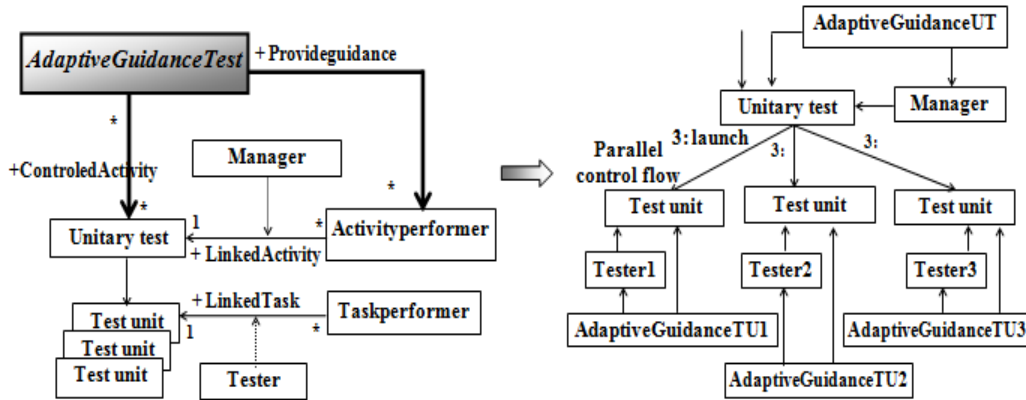 AdaptiveGuidanceTest
+ Provideguidance
*
+ControledActivity
*
Manager
*
Unitary test
1
*
Activityperformer
+ LinkedActivity
+ LinkedTask
Test unit
1
*
Taskperformer
Test unit
Test unit
Tester
AdaptiveGuidanceUT
Unitary test
Manager
3: launch
3:
3:
Parallel
control flow
Test unit
Test unit
Test unit
Tester1
Tester2
Tester3
AdaptiveGuidanceTU1
AdaptiveGuidanceTU3
AdaptiveGuidanceTU2